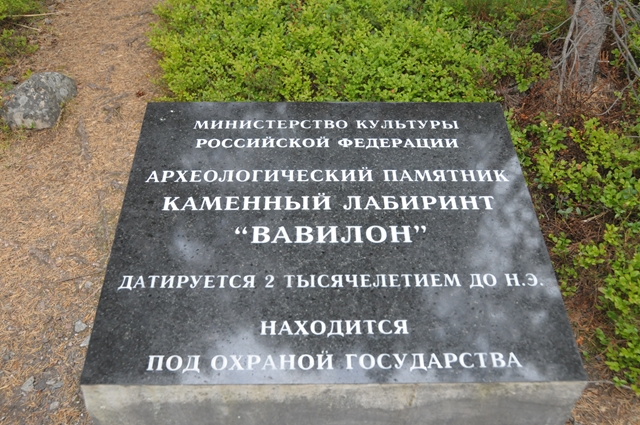 МИНИСТЕРСТВО КУЛЬТУРЫ
РОССИЙСКОЙ ФЕДЕРАЦИИ
АРХЕОЛОГИЧЕСКИЙ ПАМЯТНИК
КАМЕННЫЙ ЛАБИРИНТ
"ВАВИЛОН"
ДАТИРУЕТСЯ 2 ТЫСЯЧЕЛЕТИЕМ ДО Н.Э.
НАХОДИТСЯ
ПОД ОХРАНОЙ ГОСУДАРСТВА